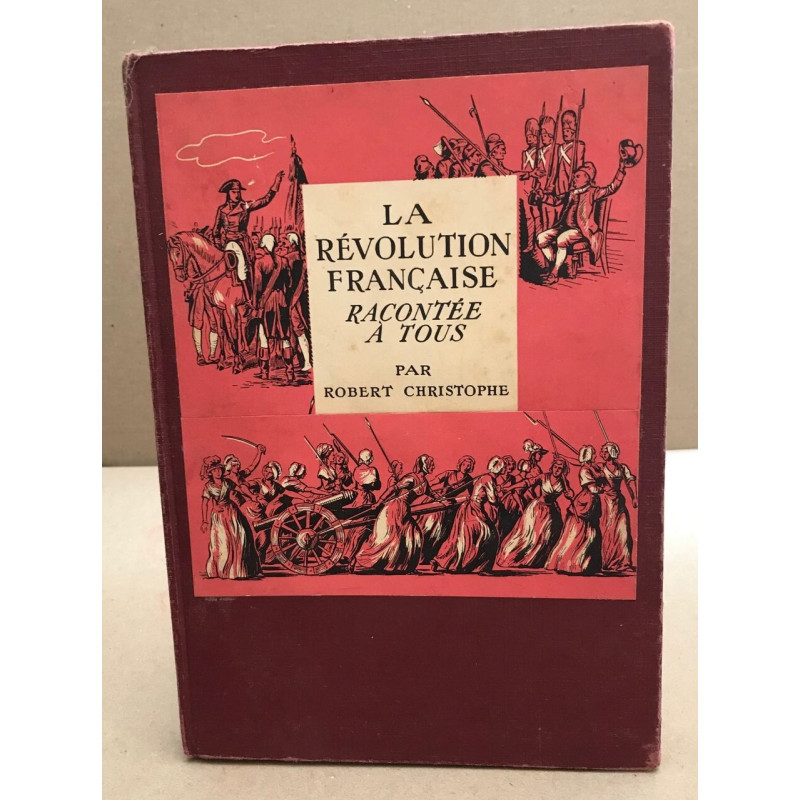 LA
RÉVOLUTION
FRANÇAISE
RACONTÉE
À TOUS
PAR
ROBERT CHRISTOPHE